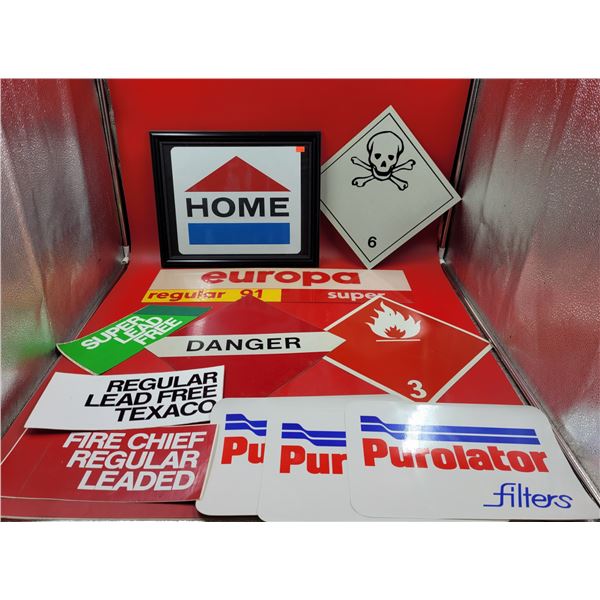 HOME
6
europa
regular 91 super
SUPER
LEAD
FREE
DANGER
3
REGULAR
LEAD FREE
TEXACO
FIRE CHIEF
REGULAR
LEADED
Pu
Pur
Purolator
filters